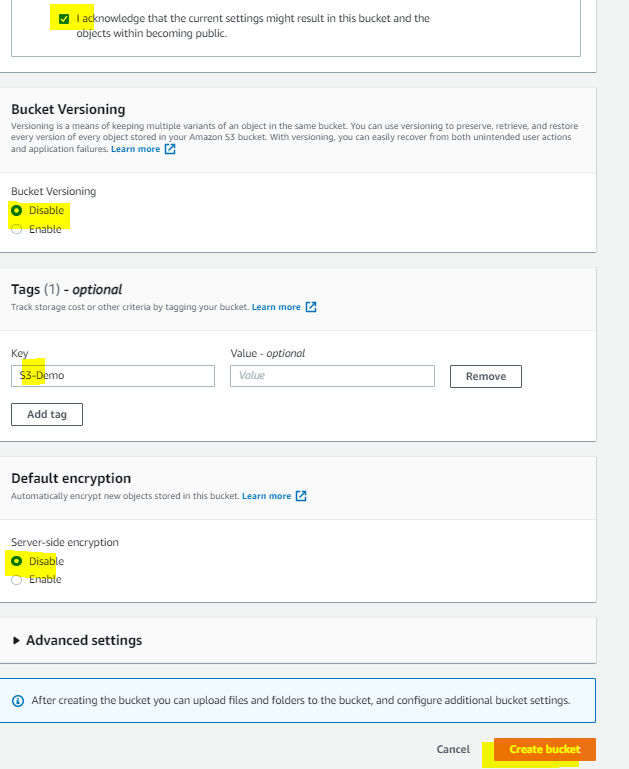 I acknowledge that the current settings might result in this bucket and the
objects within becoming public.
Bucket Versioning
Versioning is a means of keeping multiple variants of an object in the same bucket. You can use versioning to preserve, retrieve, and restore
every version of every object stored in your Amazon S3 bucket. With versioning, you can easily recover from both unintended user actions
and application failures. Learn more
Bucket Versioning
Disable
Enable
Tags (1) - optional
Track storage cost or other criteria by tagging your bucket. Learn more
Key Value - optional
S3-Demo Value Remove
Add tag
Default encryption
Automatically encrypt new objects stored in this bucket. Learn more
Server-side encryption
Disable
Enable
Advanced settings
After creating the bucket you can upload files and folders to the bucket, and configure additional bucket settings.
Cancel Create bucket